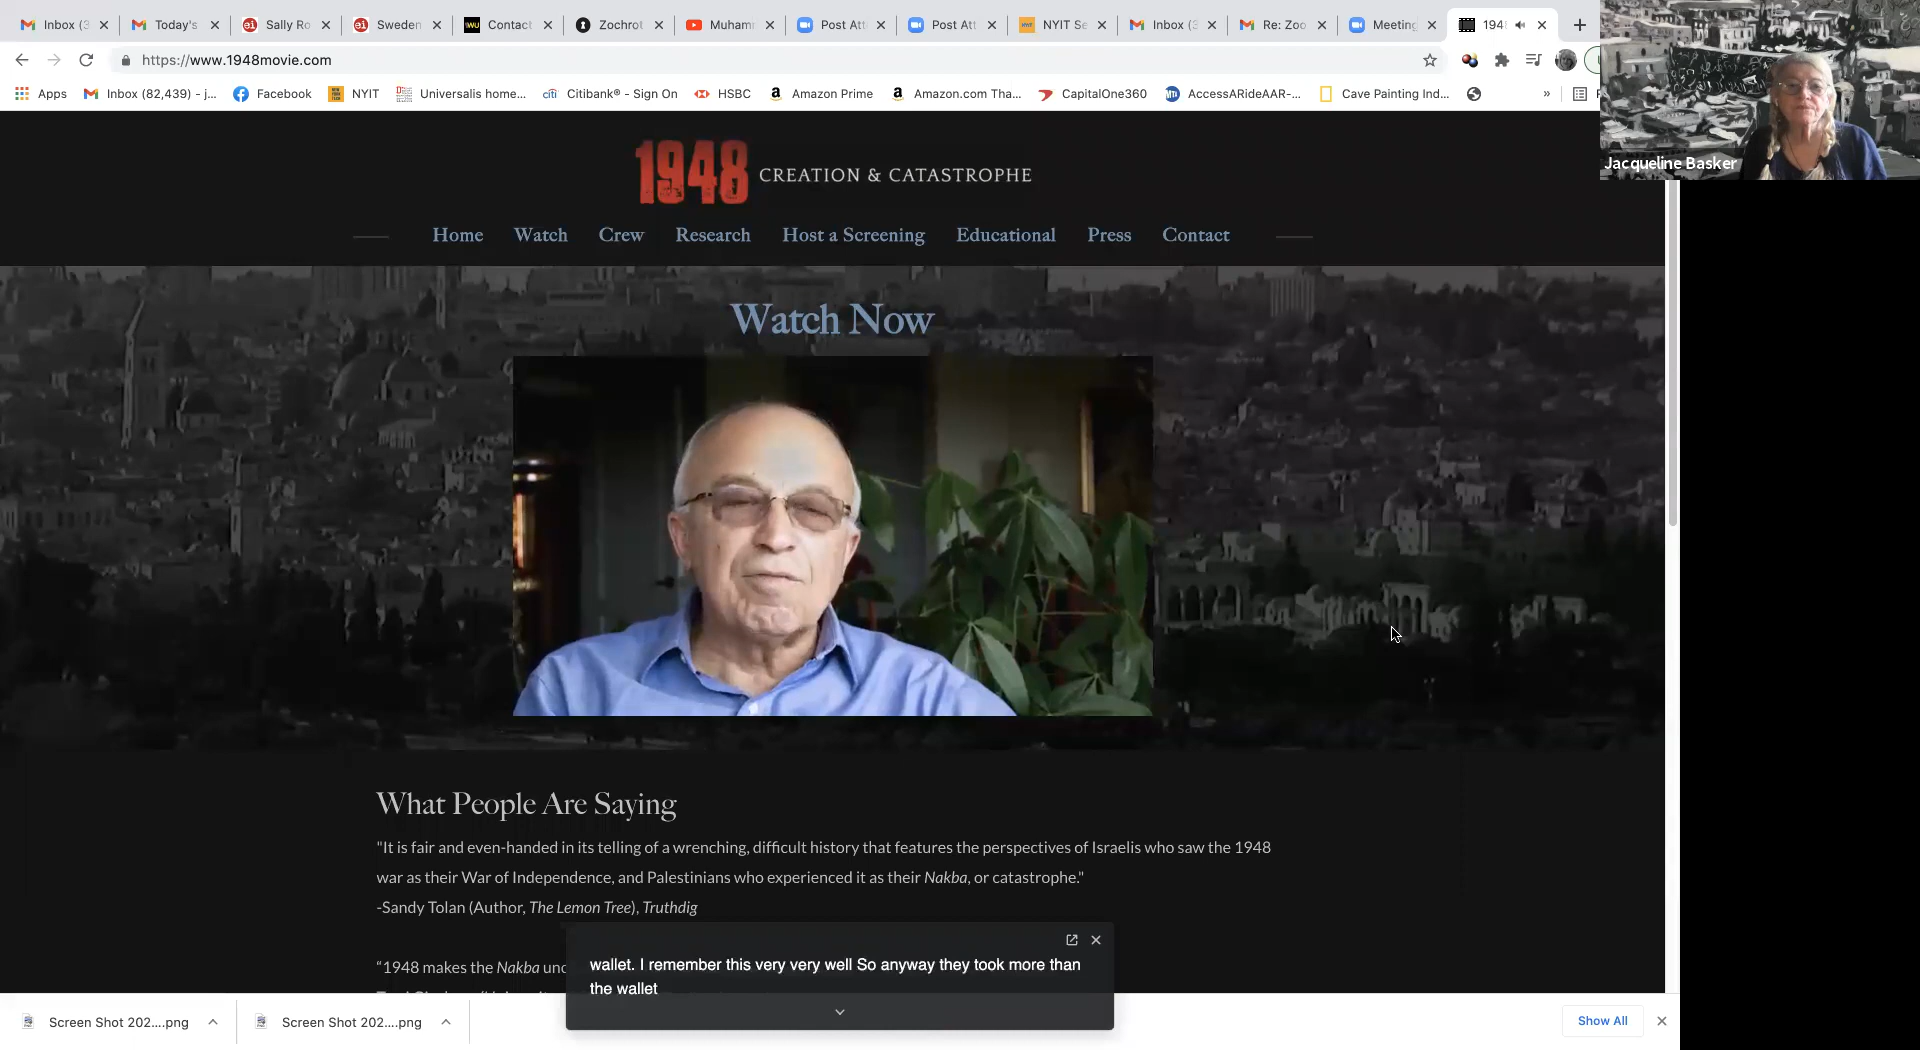 Inbox (3
Today's
Sally Ro
Sweden
Contact
Zochrot
Muhamm
Post Att
Post Att
NYIT Se
Inbox (3
Re: Zoo
Meeting
194
https://www.1948movie.com
Apps
Inbox (82,439) - j...
Facebook
NYIT
Universalis home...
citi Citibank® - Sign On
HSBC
Amazon Prime
Amazon.com Tha...
CapitalOne360
AccessARideAAR-...
Cave Painting Ind...
»
Jacqueline Basker
1948 CREATION & CATASTROPHE
Home Watch Crew Research Host a Screening Educational Press Contact
Watch Now
What People Are Saying
"It is fair and even-handed in its telling of a wrenching, difficult history that features the perspectives of Israelis who saw the 1948
war as their War of Independence, and Palestinians who experienced it as their Nakba, or catastrophe."
-Sandy Tolan (Author, The Lemon Tree), Truthdig
“1948 makes the Nakba
wallet. I remember this very very well So anyway they took more than
the wallet
Screen Shot 202....png
Screen Shot 202....png
Show All